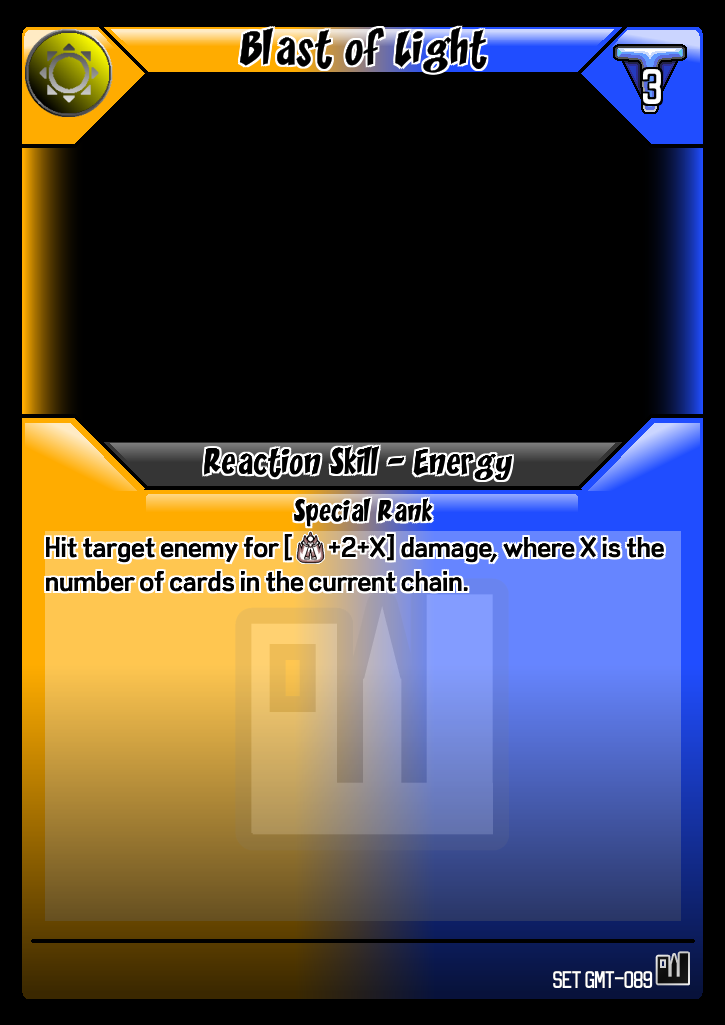 Blast of Light
3
Reaction Skill - Energy
Special Rank
Hit target enemy for [ +2+X] damage, where X is the
number of cards in the current chain.
SET GMT-089